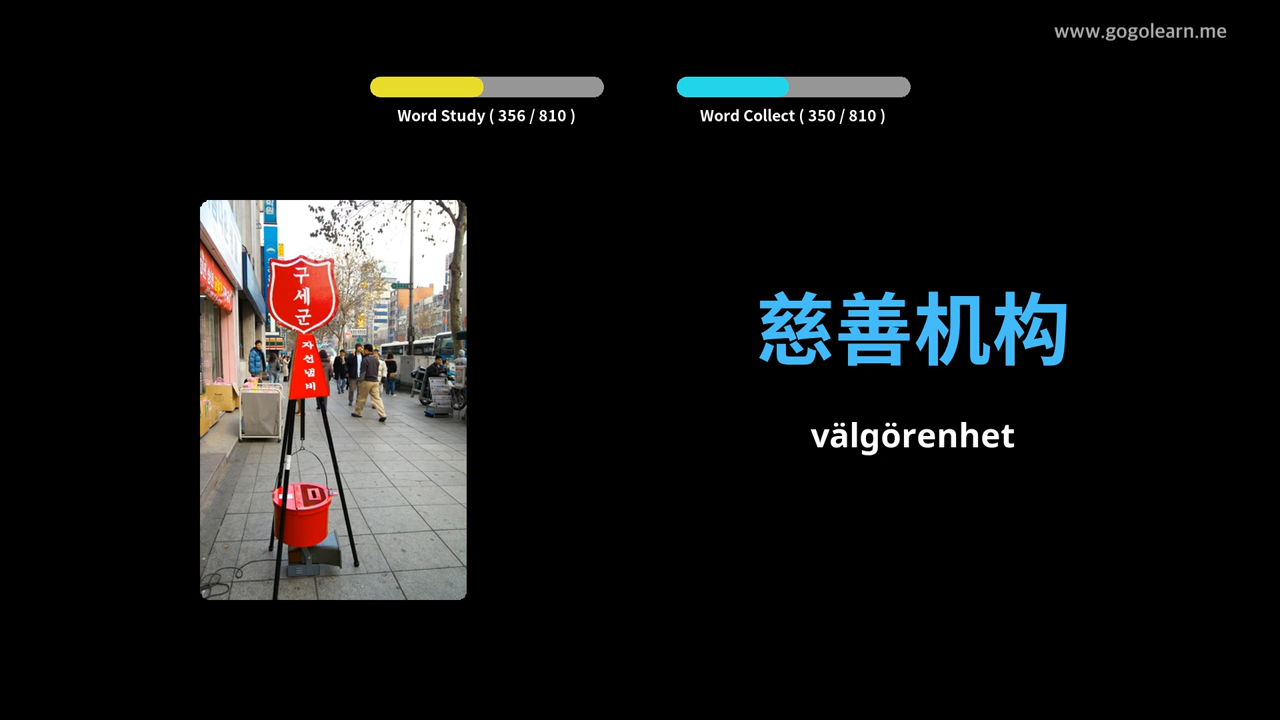 www.gogolearn.me
Word Study ( 356 / 810 )
Word Collect ( 350 / 810 )
구
세
군
자
선
냄
비
慈善机构
välgörenhet